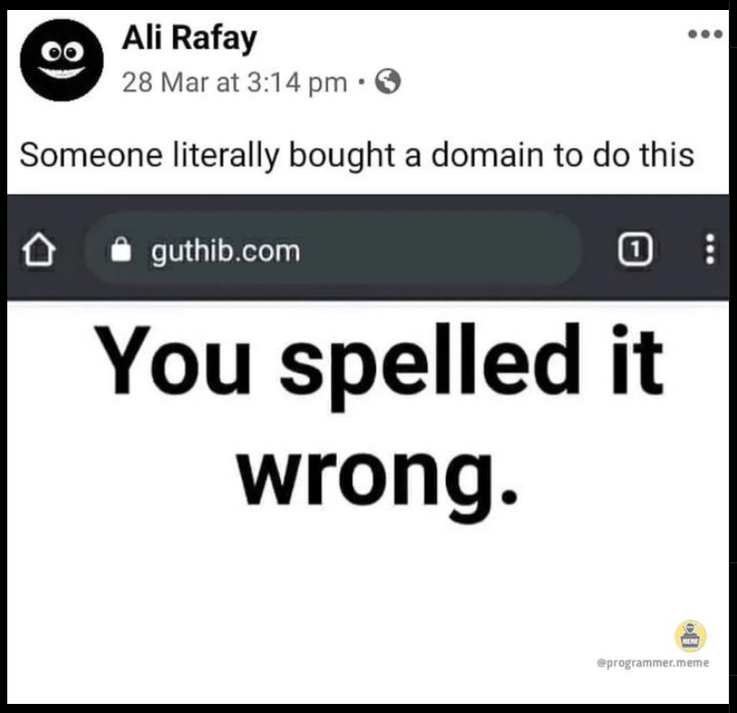 Ali Rafay
28 Mar at 3:14 pm •
Someone literally bought a domain to do this
guthib.com
1
You spelled it
wrong.
MEME
@programmer.meme